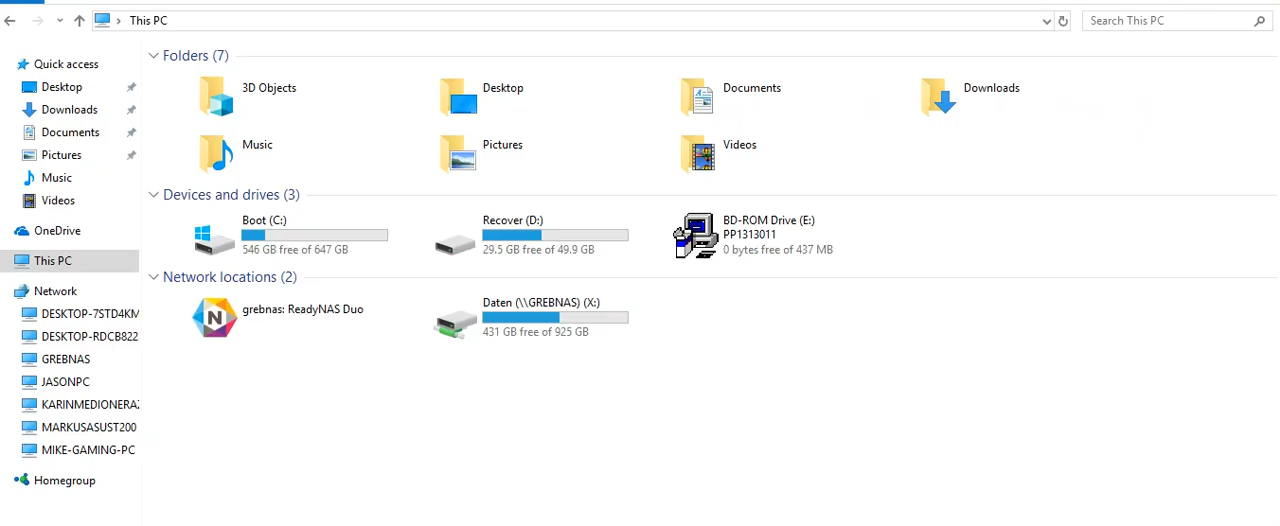 This PC
Search This PC
Quick access
Desktop
Downloads
Documents
Pictures
Music
Videos
OneDrive
This PC
Network
DESKTOP-7STD4KM
DESKTOP-RDCB822
GREBNAS
JASONPC
KARINMEDIONERAZ
MARKUSASUST200
MIKE-GAMING-PC
Homegroup
Folders (7)
3D Objects
Desktop
Documents
Downloads
Music
Pictures
Videos
Devices and drives (3)
Boot (C:)
546 GB free of 647 GB
Recover (D:)
29.5 GB free of 49.9 GB
BD-ROM Drive (E:)
PP1313011
0 bytes free of 437 MB
Network locations (2)
N
grebnas: ReadyNAS Duo
Daten (\\GREBNAS) (X:)
431 GB free of 925 GB